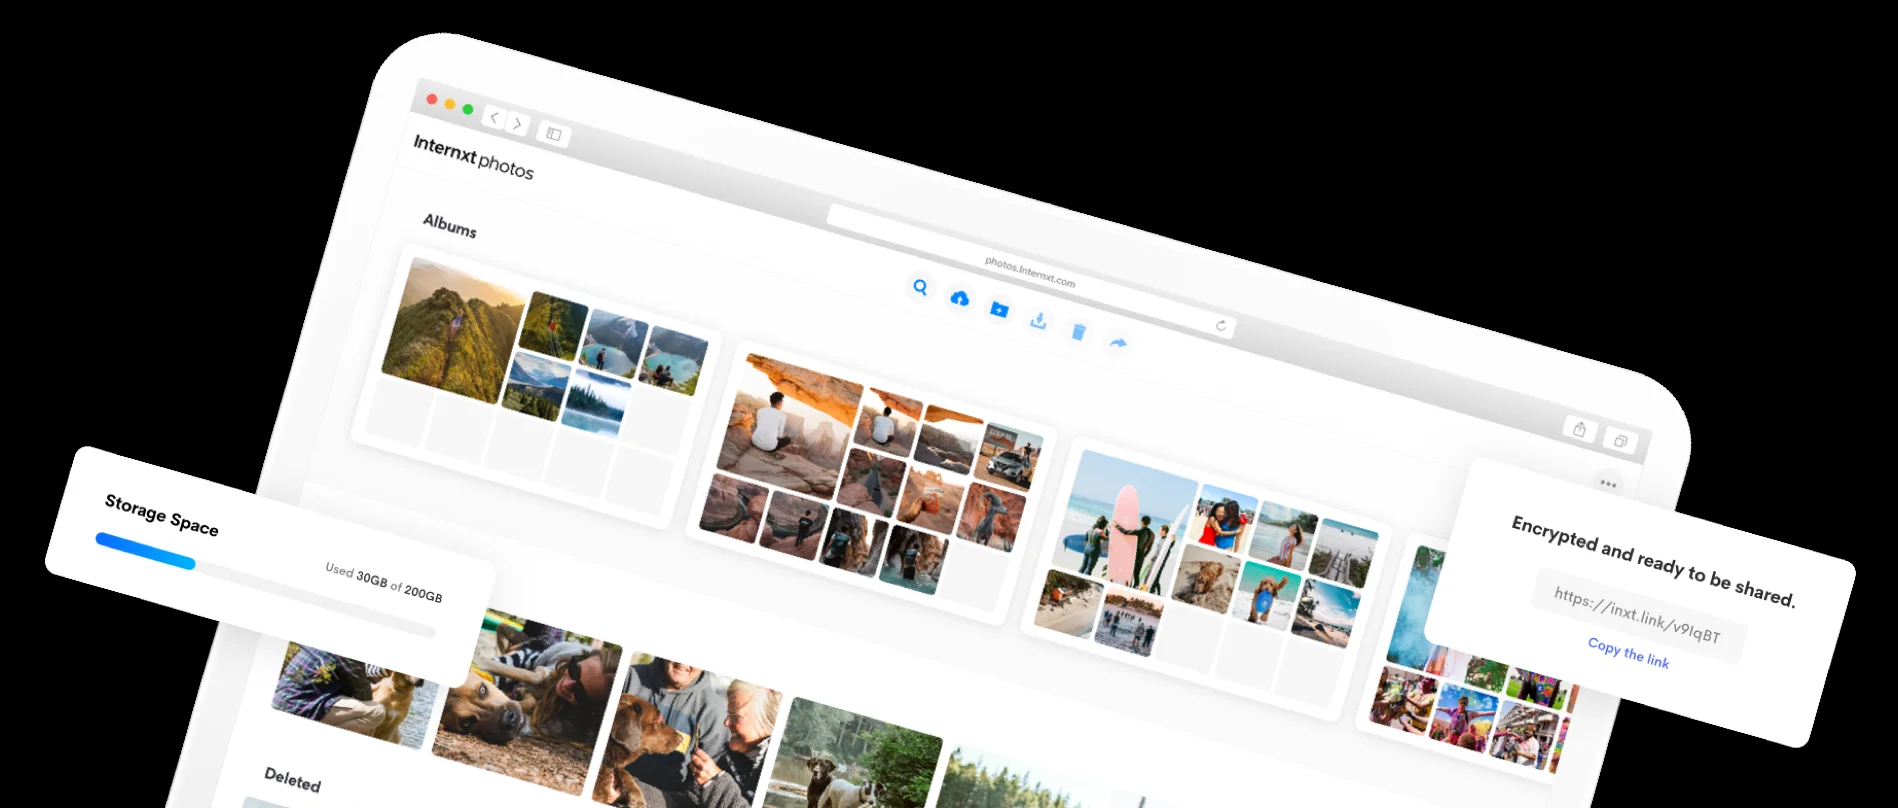 Internxt photos
photos.Internxt.com
Albums
Storage Space
Used 30GB of 200GB
Encrypted and ready to be shared.
https://inxt.link/v9IqBT
Copy the link
Deleted